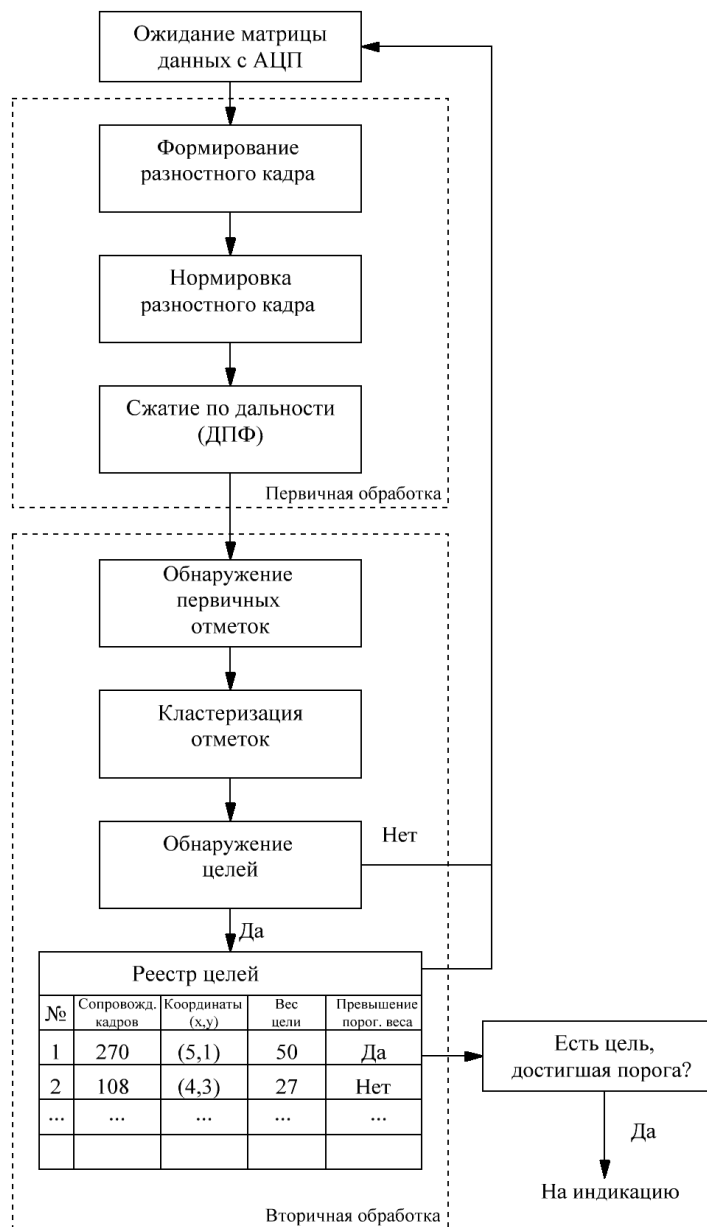 Ожидание матрицы
данных с АЦП
Формирование
разностного кадра
Нормировка
разностного кадра
Сжатие по дальности
(ДПФ)
Первичная обработка
Обнаружение
первичных
отметок
Кластеризация
отметок
Обнаружение
целей
Нет
Да
Реестр целей
№ Сопровожд. кадров Координаты (x,y) Вес цели Превышение порог. веса
1 270 (5,1) 50 Да
2 108 (4,3) 27 Нет
... ... ... ... ...
Есть цель,
достигшая порога?
Да
На индикацию
Вторичная обработка